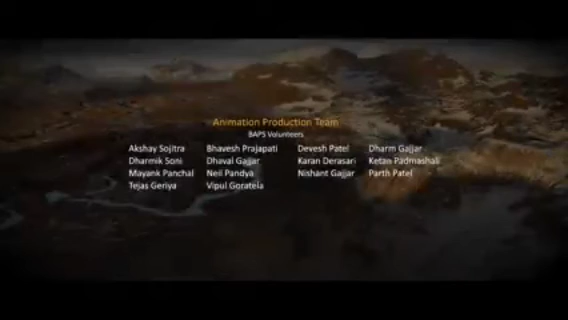 Animation Production Team
BAPS Volunteers
Akshay Sojitra Bhavesh Prajapati Devesh Patel Dharm Gajjar
Dharmik Soni Dhaval Gajjar Karan Derasari Ketan Padmashali
Mayank Panchal Neil Pandya Nishant Gajjar Parth Patel
Tejas Geriya Vipul Goratela